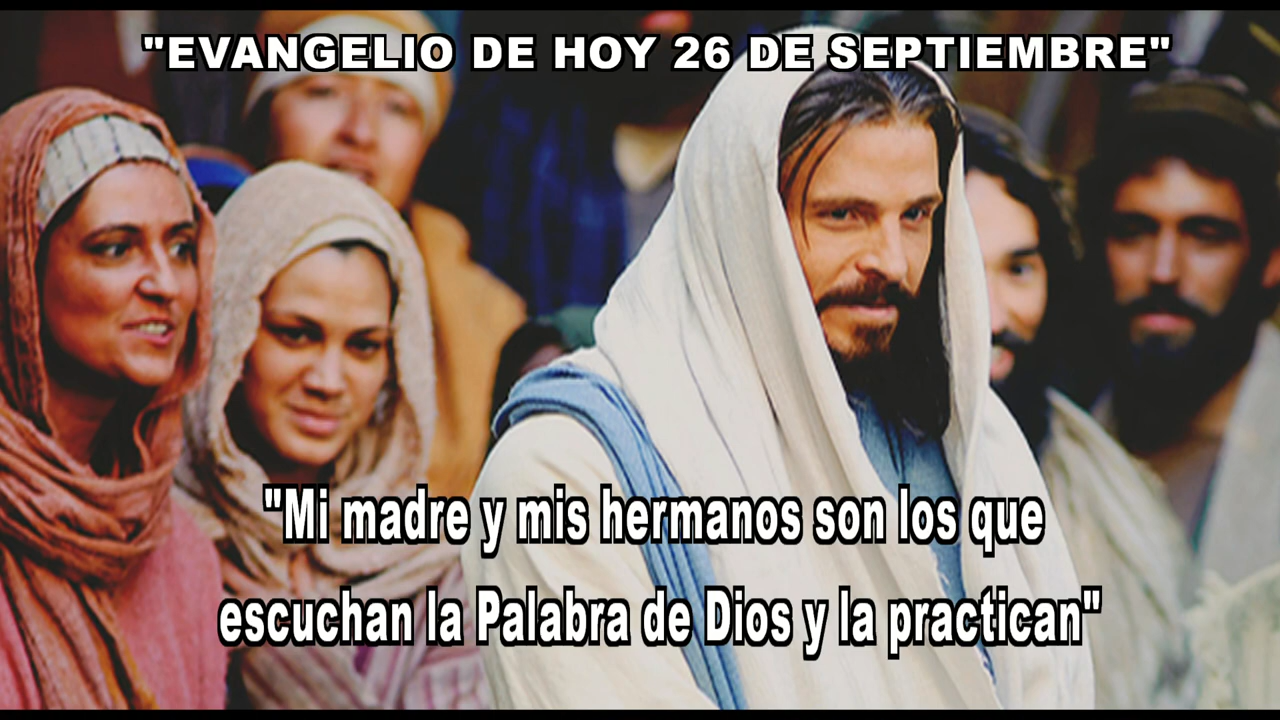 "EVANGELIO DE HOY 26 DE SEPTIEMBRE"
"Mi madre y mis hermanos son los que
escuchan la Palabra de Dios y la practican"